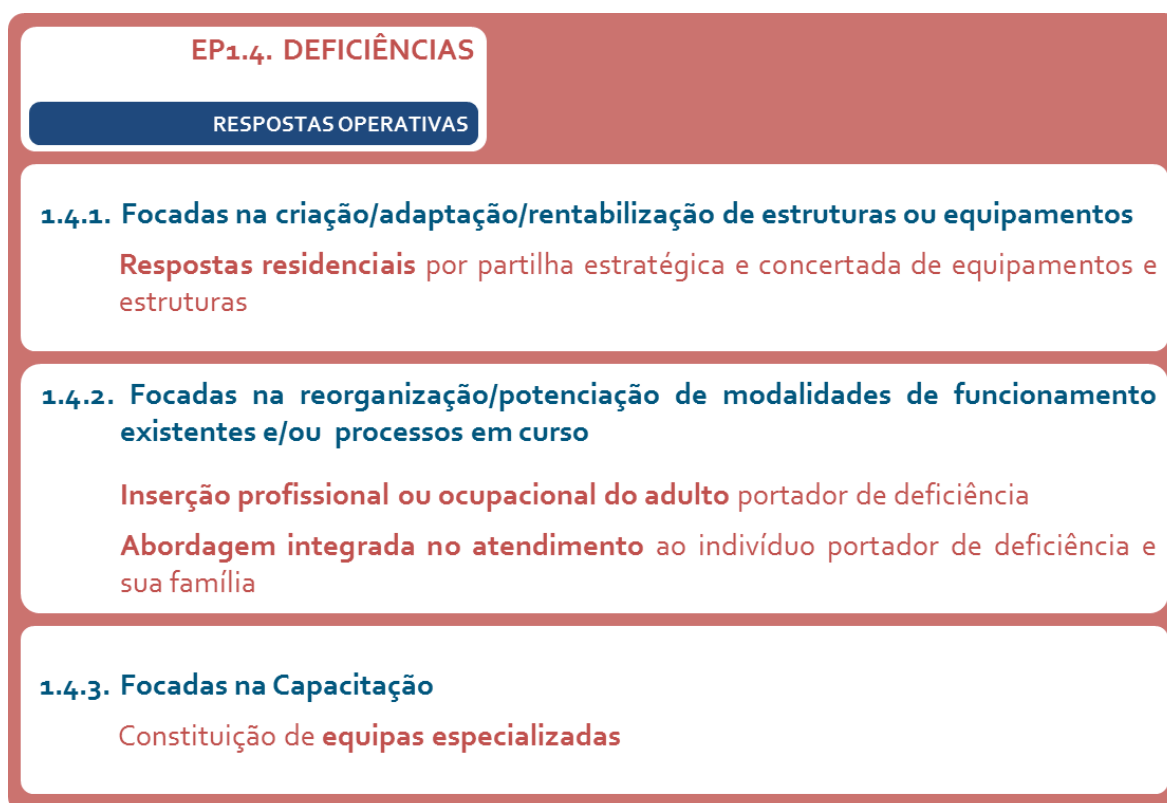 EP1.4. DEFICIÊNCIAS
RESPOSTAS OPERATIVAS
1.4.1. Focadas na criação/adaptação/rentabilização de estruturas ou equipamentos
Respostas residenciais por partilha estratégica e concertada de equipamentos e
estruturas
1.4.2. Focadas na reorganização/potenciação de modalidades de funcionamento
existentes e/ou processos em curso
Inserção profissional ou ocupacional do adulto portador de deficiência
Abordagem integrada no atendimento ao indivíduo portador de deficiência e
sua família
1.4.3. Focadas na Capacitação
Constituição de equipas especializadas